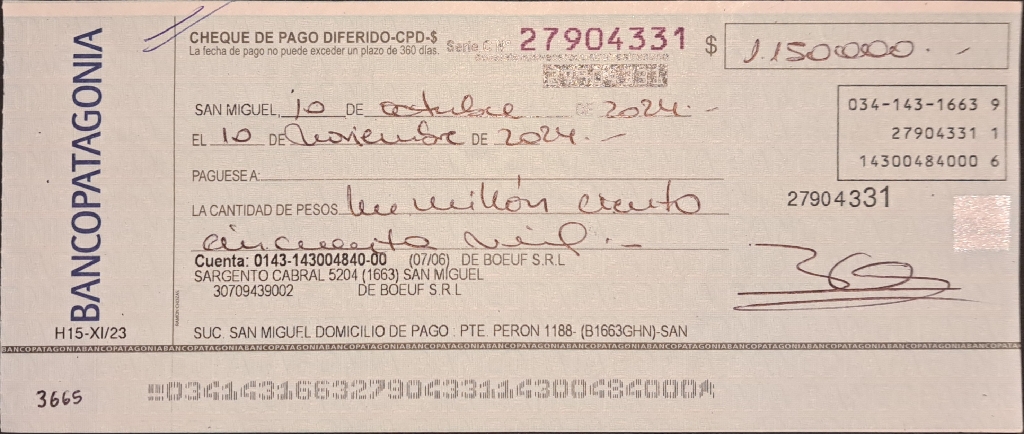 BANCOPATAGONIA
H15-XI/23
CHEQUE DE PAGO DIFERIDO-CPD-$
La fecha de pago no puede exceder un plazo de 360 días.
Serie 27904331 $ 1.150000.-
SAN MIGUEL, 10 DE octubre DE 2024.-
EL 10 DE Noviembre DE 2024.-
034-143-1663 9
27904331 1
14300484000 6
PAGUESE A:
27904331
LA CANTIDAD DE PESOS Un millón ciento
cincuenta mil.-
Cuenta: 0143-143004840-00 (07/06) DE BOEUF S.R.L
SARGENTO CABRAL 5204 (1663) SAN MIGUEL
30709439002 DE BOEUF S.R.L
SUC. SAN MIGUEL DOMICILIO DE PAGO : PTE. PERON 1188- (B1663GHN)-SAN
BANCOPATAGONIABANCOPATAGONIABANCOPATAGONIABANCOPATAGONIABANCOPATAGONIABANCOPATAGONIABANCOPATAGONIABANCOPATAGONIABANCOPATAGONIABANCOPATAGONIABANCOPATAGONIA
3665
03414316632790433114300484000